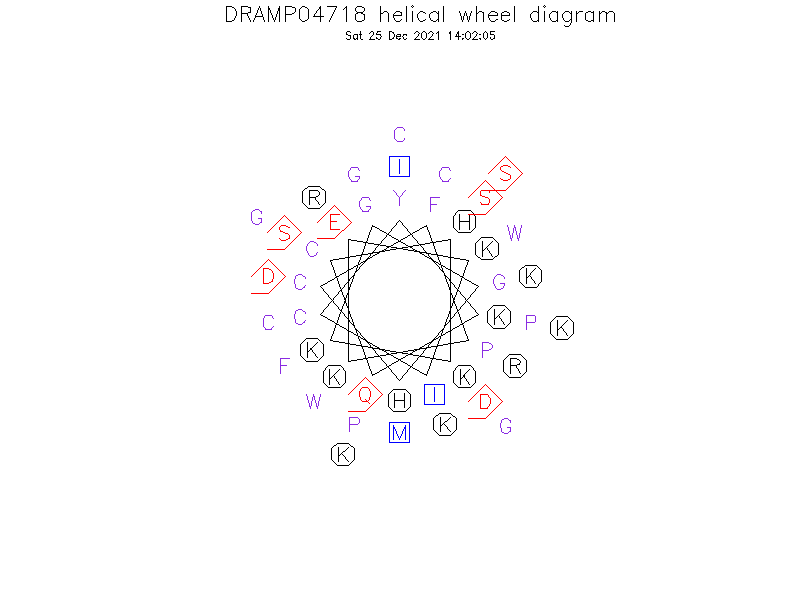 DRAMP04718 helical wheel diagram
Sat 25 Dec 2021 14:02:05
C
I
G C S
R Y S
G F
G E H
S W
C K
D K
C G
C C K P K
K P
F R
K K
W Q H I D
P M K G
K